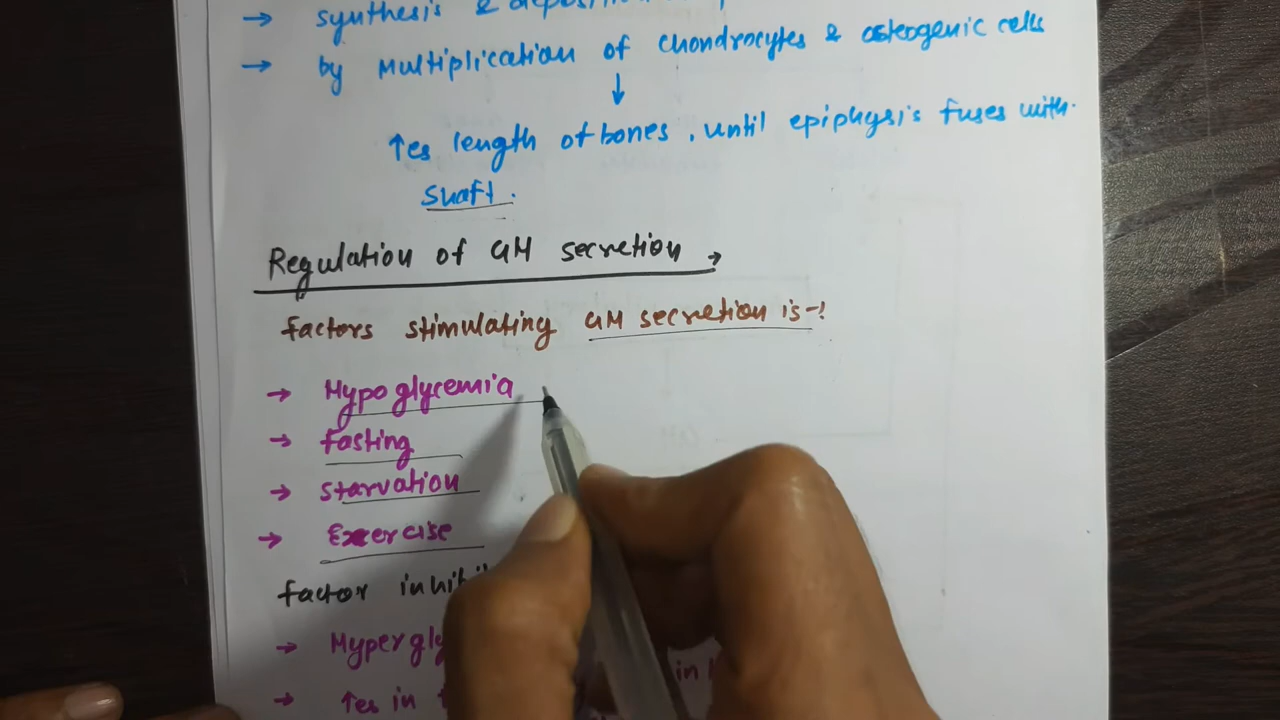 → synthesis &
→ by Multiplication of chondrocytes & osteogenic cells
↓
↑es length of bones, until epiphysis fuses with.
shaft.
Regulation of GH secretion →
factors stimulating GH secretion is -:
→ Hypoglycemia
→ fasting
→ starvation
→ Exercise
factor
→
→ ↑es in in